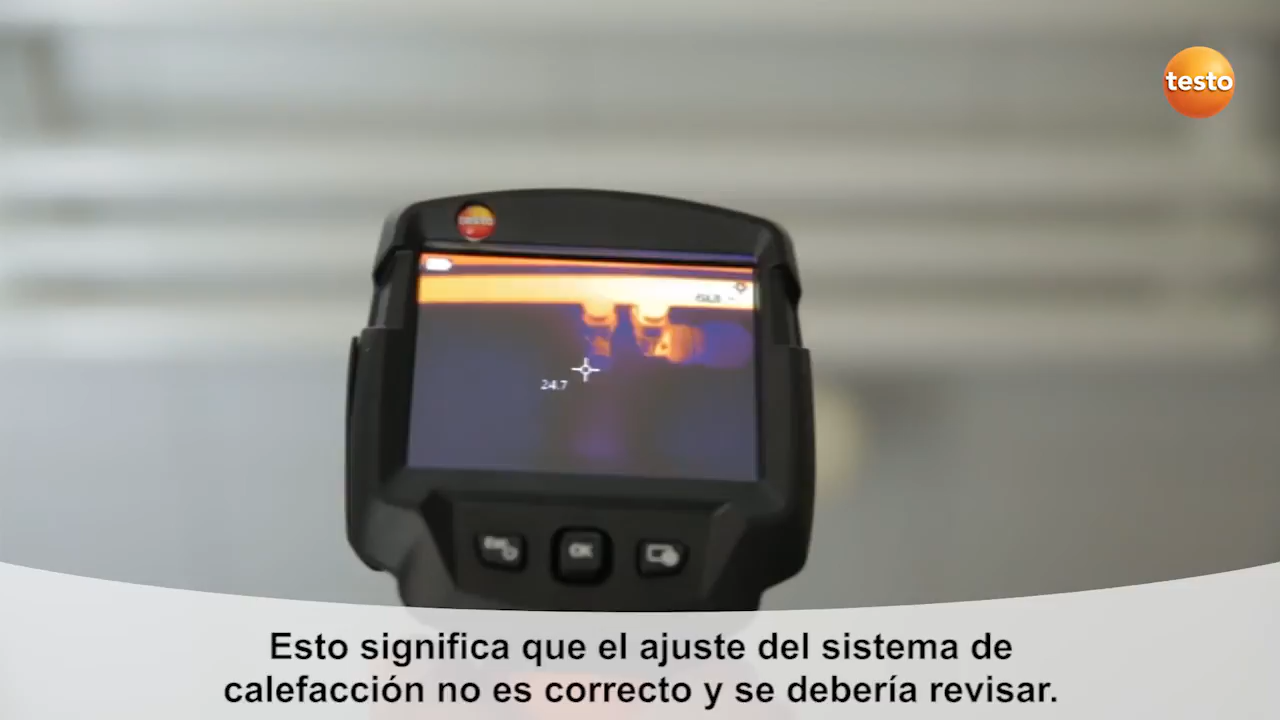 testo
testo
24.7
OK
Esto significa que el ajuste del sistema de
calefacción no es correcto y se debería revisar.